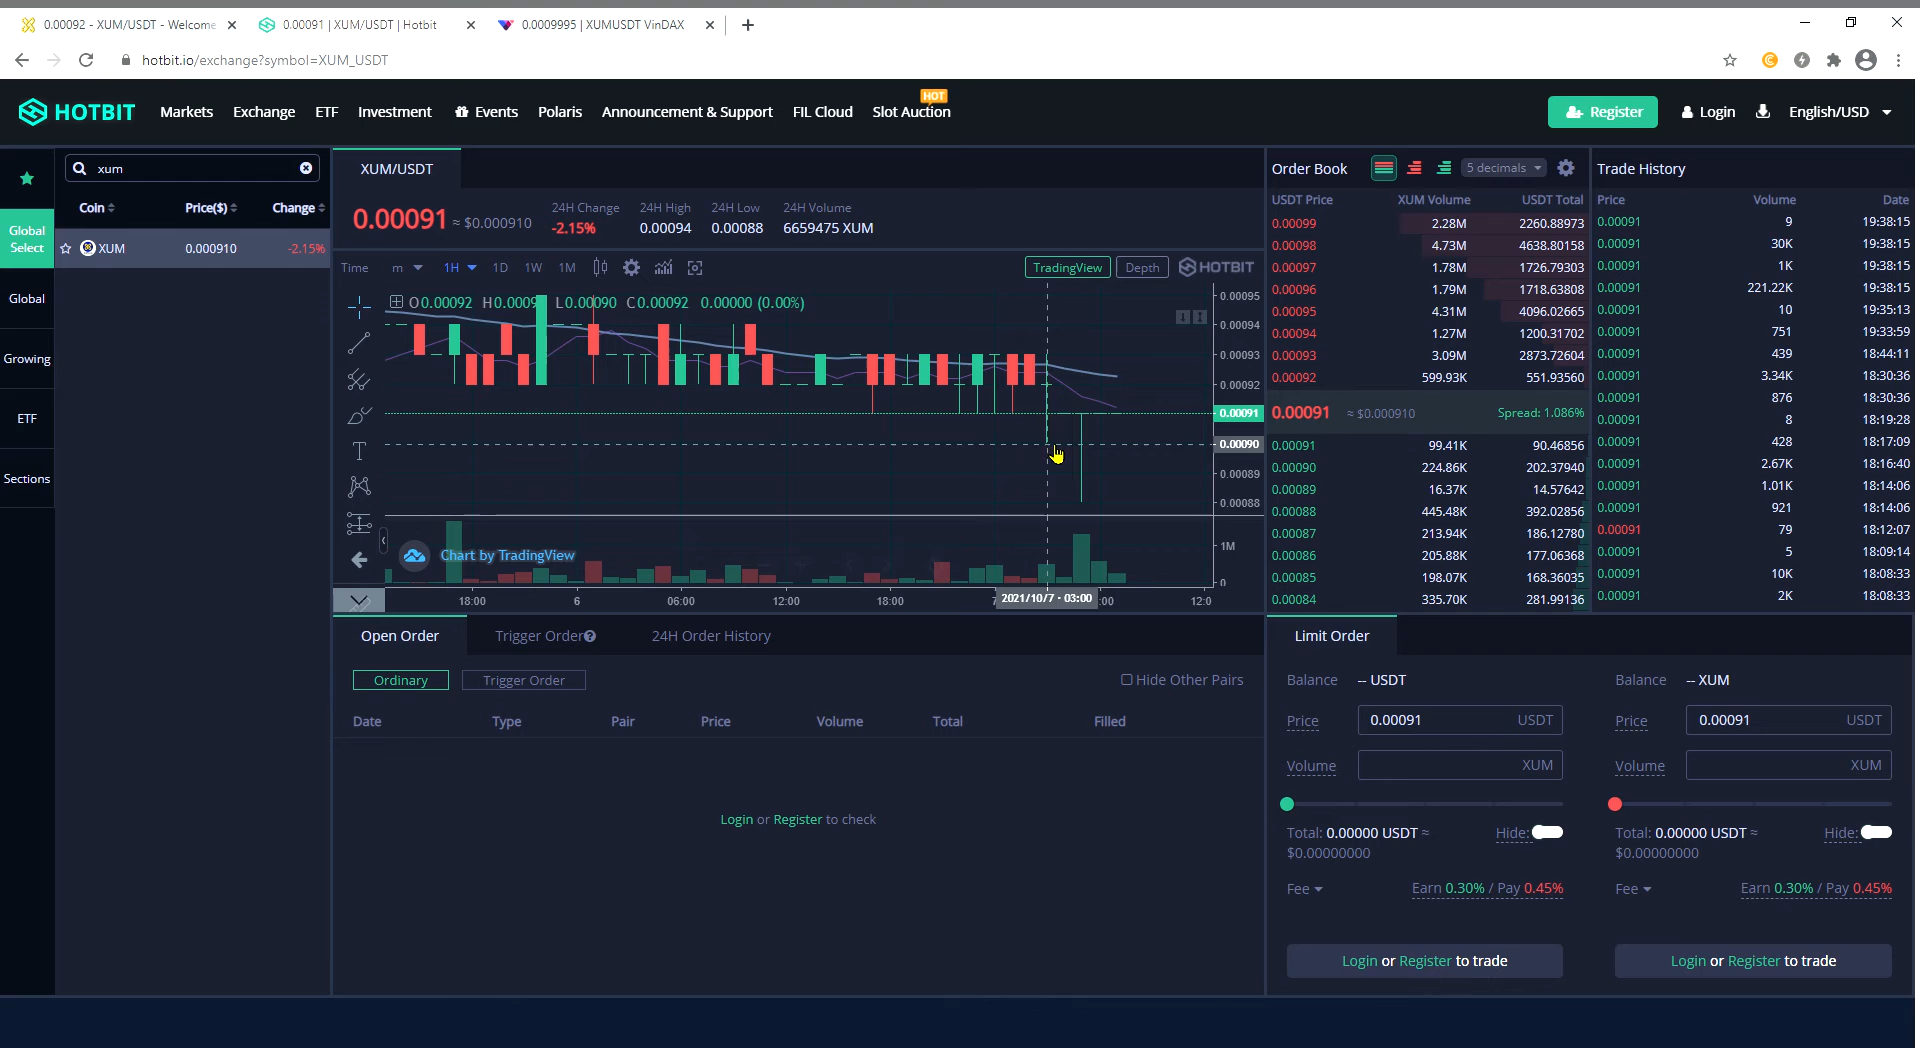 0.00092 - XUM/USDT - Welcome
0.00091 | XUM/USDT | Hotbit
0.0009995 | XUMUSDT VinDAX
hotbit.io/exchange?symbol=XUM_USDT
HOTBIT
Markets
Exchange
ETF
Investment
Events
Polaris
Announcement & Support
FIL Cloud
HOT
Slot Auction
Register
Login
English/USD
xum
Coin Price($) Change
XUM 0.000910 -2.15%
Global Select
Global
Growing
ETF
Sections
XUM/USDT
0.00091 ≈ $0.000910
24H Change
-2.15%
24H High
0.00094
24H Low
0.00088
24H Volume
6659475 XUM
Time m 1H 1D 1W 1M
TradingView Depth HOTBIT
O 0.00092 H 0.0009 L 0.00090 C 0.00092 0.00000 (0.00%)
0.00095
0.00094
0.00093
0.00092
0.00091
0.00090
0.00089
0.00088
1M
0
Chart by TradingView
18:00 6 06:00 12:00 18:00 7 2021/10/7 - 03:00 :00 12:0
Order Book 5 decimals
USDT Price XUM Volume USDT Total
0.00099 2.28M 2260.88973
0.00098 4.73M 4638.80158
0.00097 1.78M 1726.79303
0.00096 1.79M 1718.63808
0.00095 4.31M 4096.02665
0.00094 1.27M 1200.31702
0.00093 3.09M 2873.72604
0.00092 599.93K 551.93560
0.00091 ≈ $0.000910 Spread: 1.086%
0.00091 99.41K 90.46856
0.00090 224.86K 202.37940
0.00089 16.37K 14.57642
0.00088 445.48K 392.02856
0.00087 213.94K 186.12780
0.00086 205.88K 177.06368
0.00085 198.07K 168.36035
0.00084 335.70K 281.99136
Trade History
Price Volume Date
0.00091 9 19:38:15
0.00091 30K 19:38:15
0.00091 1K 19:38:15
0.00091 221.22K 19:38:15
0.00091 10 19:35:13
0.00091 751 19:33:59
0.00091 439 18:44:11
0.00091 3.34K 18:30:36
0.00091 876 18:30:36
0.00091 8 18:19:28
0.00091 428 18:17:09
0.00091 2.67K 18:16:40
0.00091 1.01K 18:14:06
0.00091 921 18:14:06
0.00091 79 18:12:07
0.00091 5 18:09:14
0.00091 10K 18:08:33
0.00091 2K 18:08:33
Open Order Trigger Order 24H Order History
Ordinary Trigger Order Hide Other Pairs
Date Type Pair Price Volume Total Filled
Login or Register to check
Limit Order
Balance -- USDT
Price 0.00091 USDT
Volume XUM
Total: 0.00000 USDT ≈ Hide:
$0.00000000
Fee Earn 0.30% / Pay 0.45%
Login or Register to trade
Balance -- XUM
Price 0.00091 USDT
Volume XUM
Total: 0.00000 USDT ≈ Hide:
$0.00000000
Fee Earn 0.30% / Pay 0.45%
Login or Register to trade